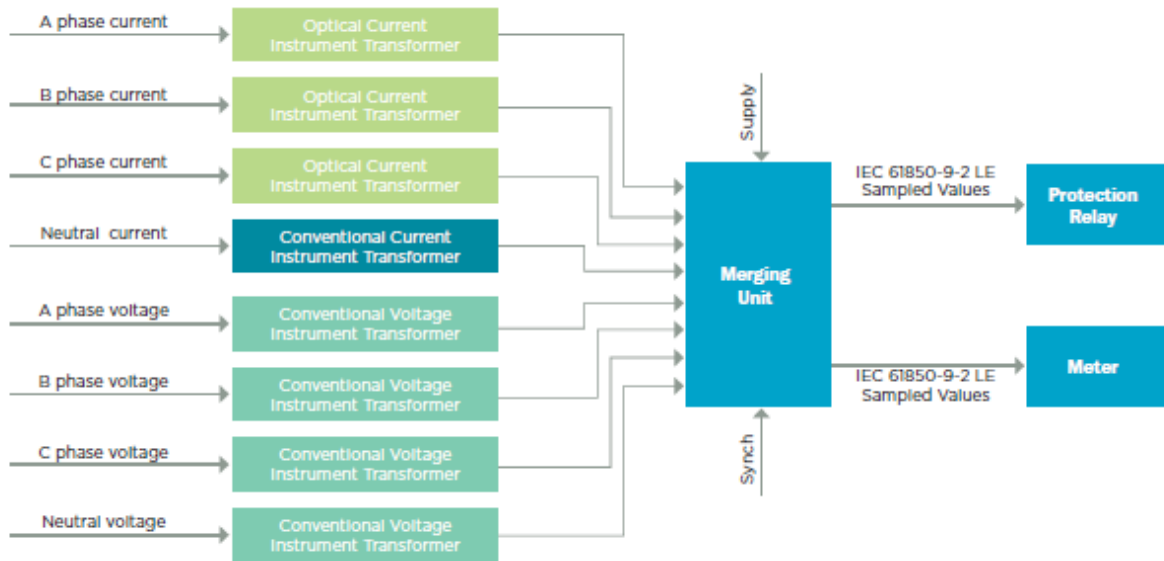 A phase current
Optical Current
Instrument Transformer
B phase current
Optical Current
Instrument Transformer
C phase current
Optical Current
Instrument Transformer
Neutral current
Conventional Current
Instrument Transformer
A phase voltage
Conventional Voltage
Instrument Transformer
B phase voltage
Conventional Voltage
Instrument Transformer
C phase voltage
Conventional Voltage
Instrument Transformer
Neutral voltage
Conventional Voltage
Instrument Transformer
Supply
Merging
Unit
Synch
IEC 61850-9-2 LE
Sampled Values
Protection
Relay
IEC 61850-9-2 LE
Sampled Values
Meter